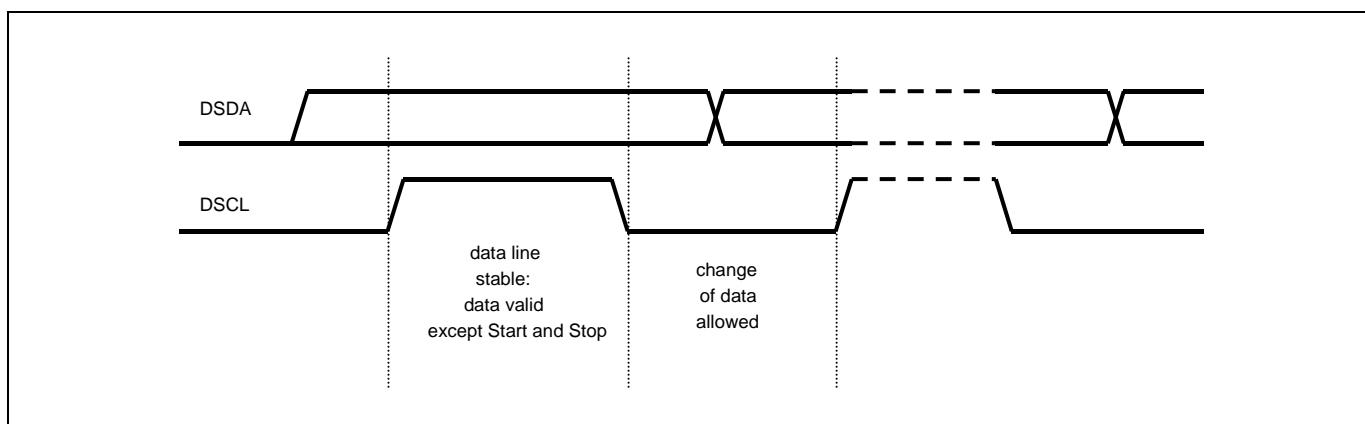 DSDA
DSCL
data line
stable:
data valid
except Start and Stop
change
of data
allowed